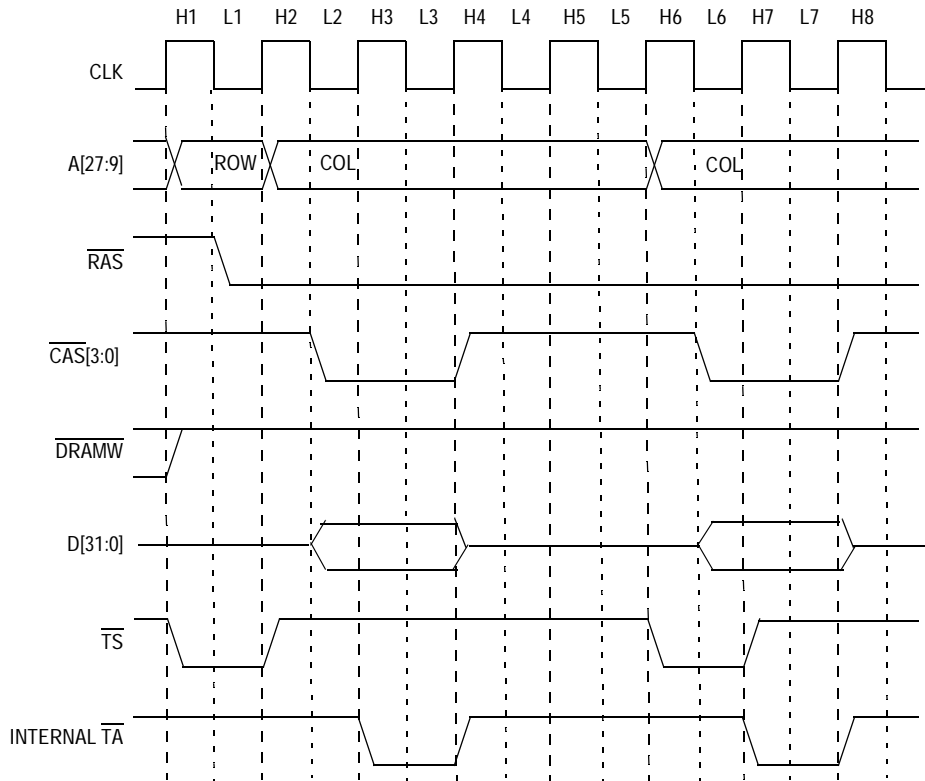 H1 L1 H2 L2 H3 L3 H4 L4 H5 L5 H6 L6 H7 L7 H8
CLK
A[27:9] ROW COL COL
RAS
CAS[3:0]
DRAMW
D[31:0]
TS
INTERNAL TA